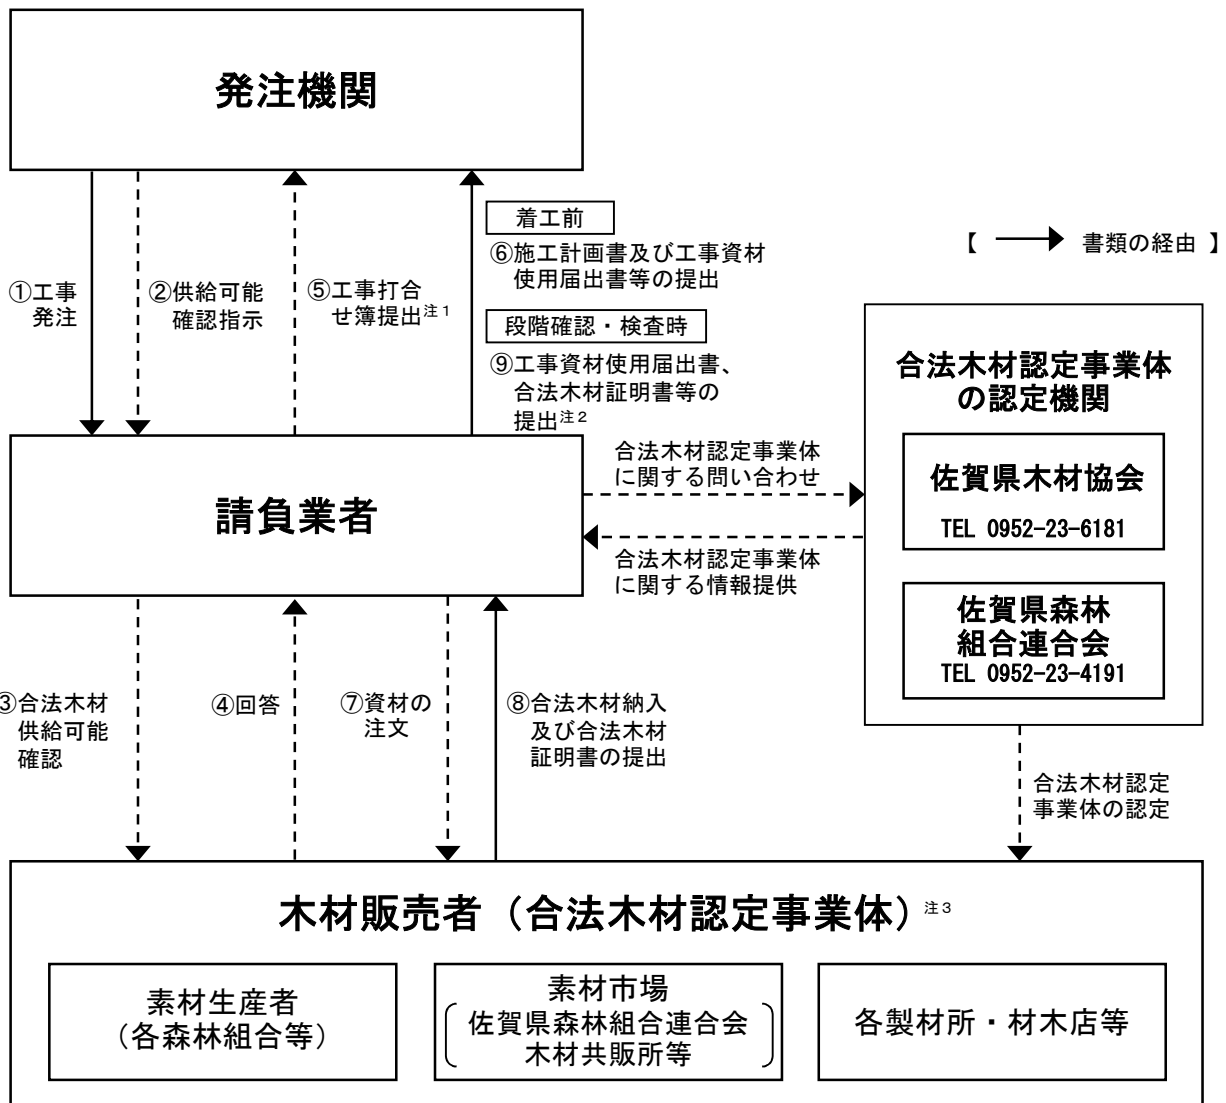 発注機関
①工事
発注
②供給可能
確認指示
⑤工事打合
せ簿提出注1
着工前
⑥施工計画書及び工事資材
使用届出書等の提出
段階確認・検査時
⑨工事資材使用届出書、
合法木材証明書等の
提出注2
【 書類の経由 】
請負業者
合法木材認定事業体
に関する問い合わせ
合法木材認定事業体
に関する情報提供
合法木材認定事業体
の認定機関
佐賀県木材協会
TEL 0952-23-6181
佐賀県森林
組合連合会
TEL 0952-23-4191
③合法木材
供給可能
確認
④回答
⑦資材の
注文
⑧合法木材納入
及び合法木材
証明書の提出
合法木材認定
事業体の認定
木材販売者（合法木材認定事業体）注3
素材生産者
（各森林組合等）
素材市場
佐賀県森林組合連合会
木材共販所等
各製材所・材木店等